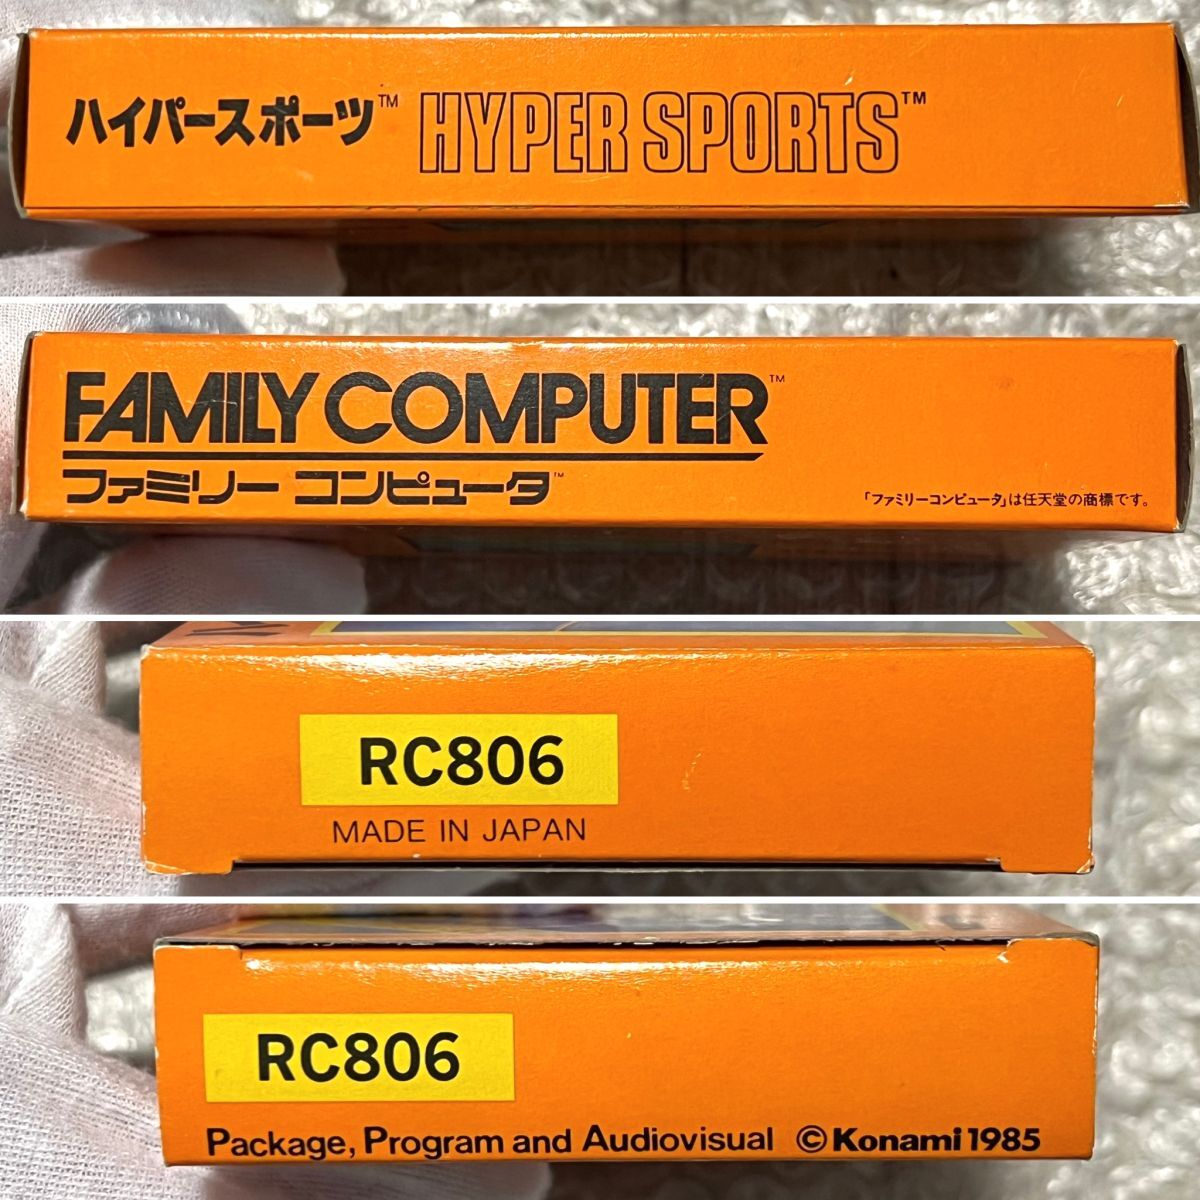 ハイパースポーツ™ HYPER SPORTS™
FAMILY COMPUTER™
ファミリー コンピュータ™
「ファミリーコンピュータ」は任天堂の商標です。
RC806
MADE IN JAPAN
RC806
Package, Program and Audiovisual © Konami 1985